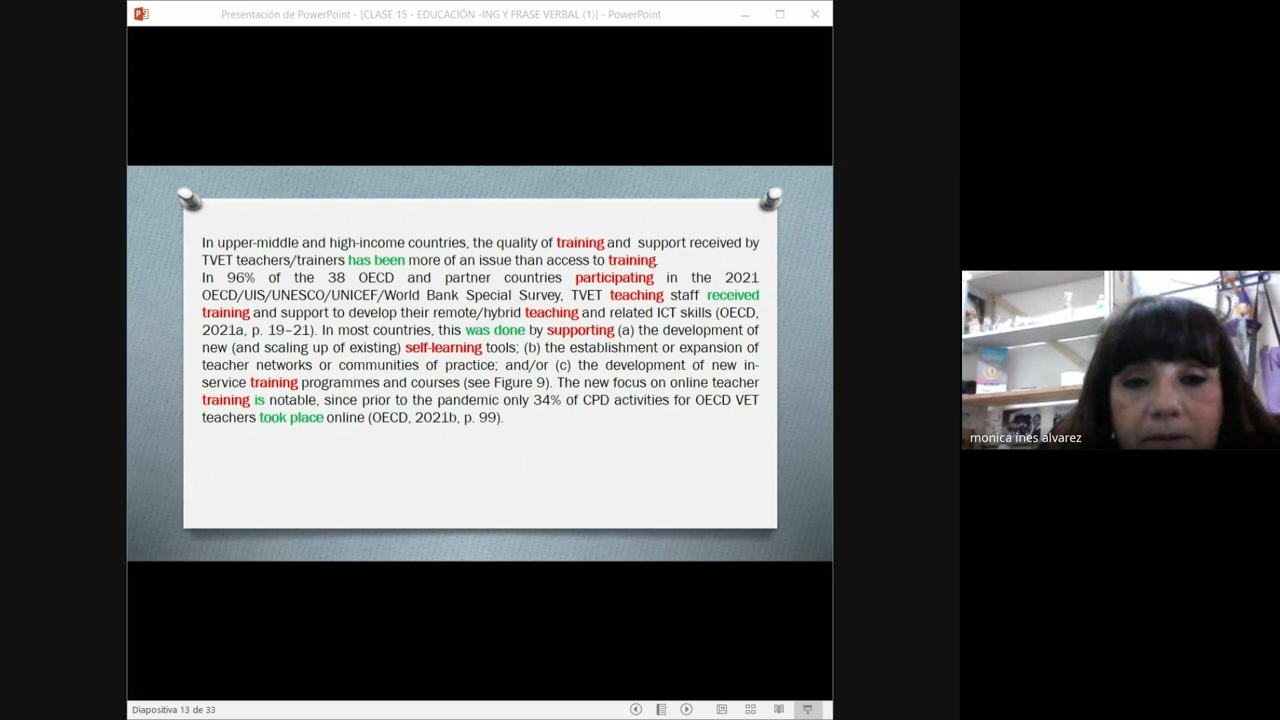 Presentación de PowerPoint - [CLASE 15 - EDUCACIÓN -ING Y FRASE VERBAL (1)] - PowerPoint
In upper-middle and high-income countries, the quality of training and support received by
TVET teachers/trainers has been more of an issue than access to training.
In 96% of the 38 OECD and partner countries participating in the 2021
OECD/UIS/UNESCO/UNICEF/World Bank Special Survey, TVET teaching staff received
training and support to develop their remote/hybrid teaching and related ICT skills (OECD,
2021a, p. 19–21). In most countries, this was done by supporting (a) the development of
new (and scaling up of existing) self-learning tools; (b) the establishment or expansion of
teacher networks or communities of practice; and/or (c) the development of new in-
service training programmes and courses (see Figure 9). The new focus on online teacher
training is notable, since prior to the pandemic only 34% of CPD activities for OECD VET
teachers took place online (OECD, 2021b, p. 99).
monica ines alvarez
Diapositiva 13 de 33